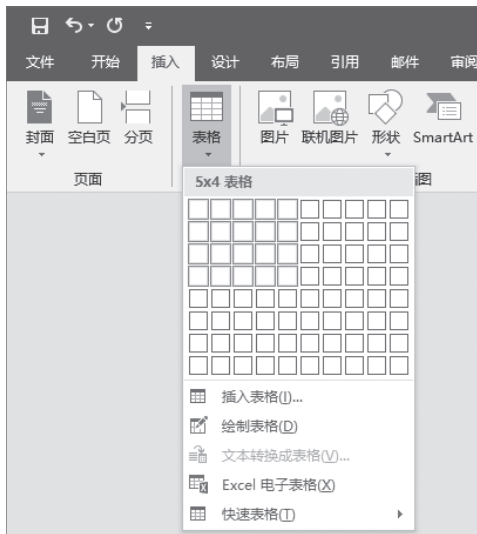 文件 开始 插入 设计 布局 引用 邮件 审阅
封面 空白页 分页 表格 图片 联机图片 形状 SmartArt
页面 图
5x4 表格
插入表格(I)...
绘制表格(D)
文本转换成表格(V)...
Excel 电子表格(X)
快速表格(T)